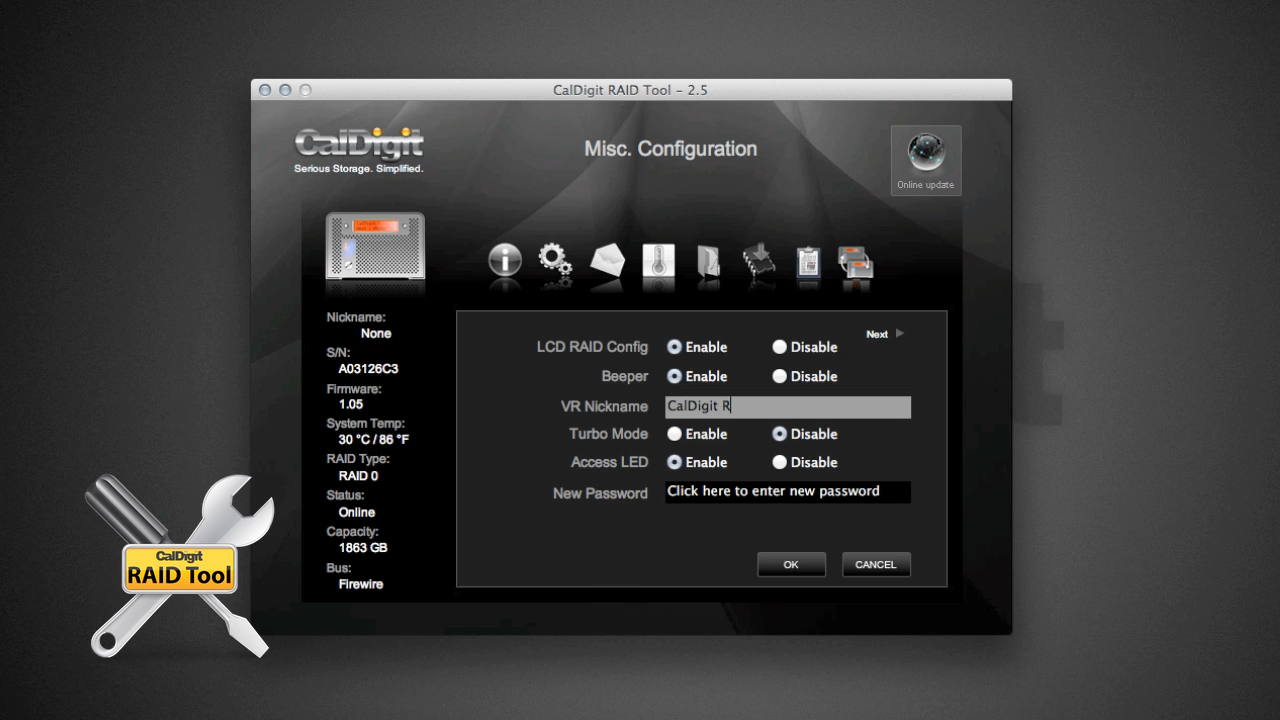 CalDigit RAID Tool – 2.5
CalDigit
Serious Storage. Simplified.
Misc. Configuration
Online update
Nickname:
None
S/N:
A03126C3
Firmware:
1.05
System Temp:
30 °C / 86 °F
RAID Type:
RAID 0
Status:
Online
Capacity:
1863 GB
Bus:
Firewire
Next
LCD RAID Config Enable Disable
Beeper Enable Disable
VR Nickname CalDigit R
Turbo Mode Enable Disable
Access LED Enable Disable
New Password Click here to enter new password
OK CANCEL
CalDigit
RAID Tool